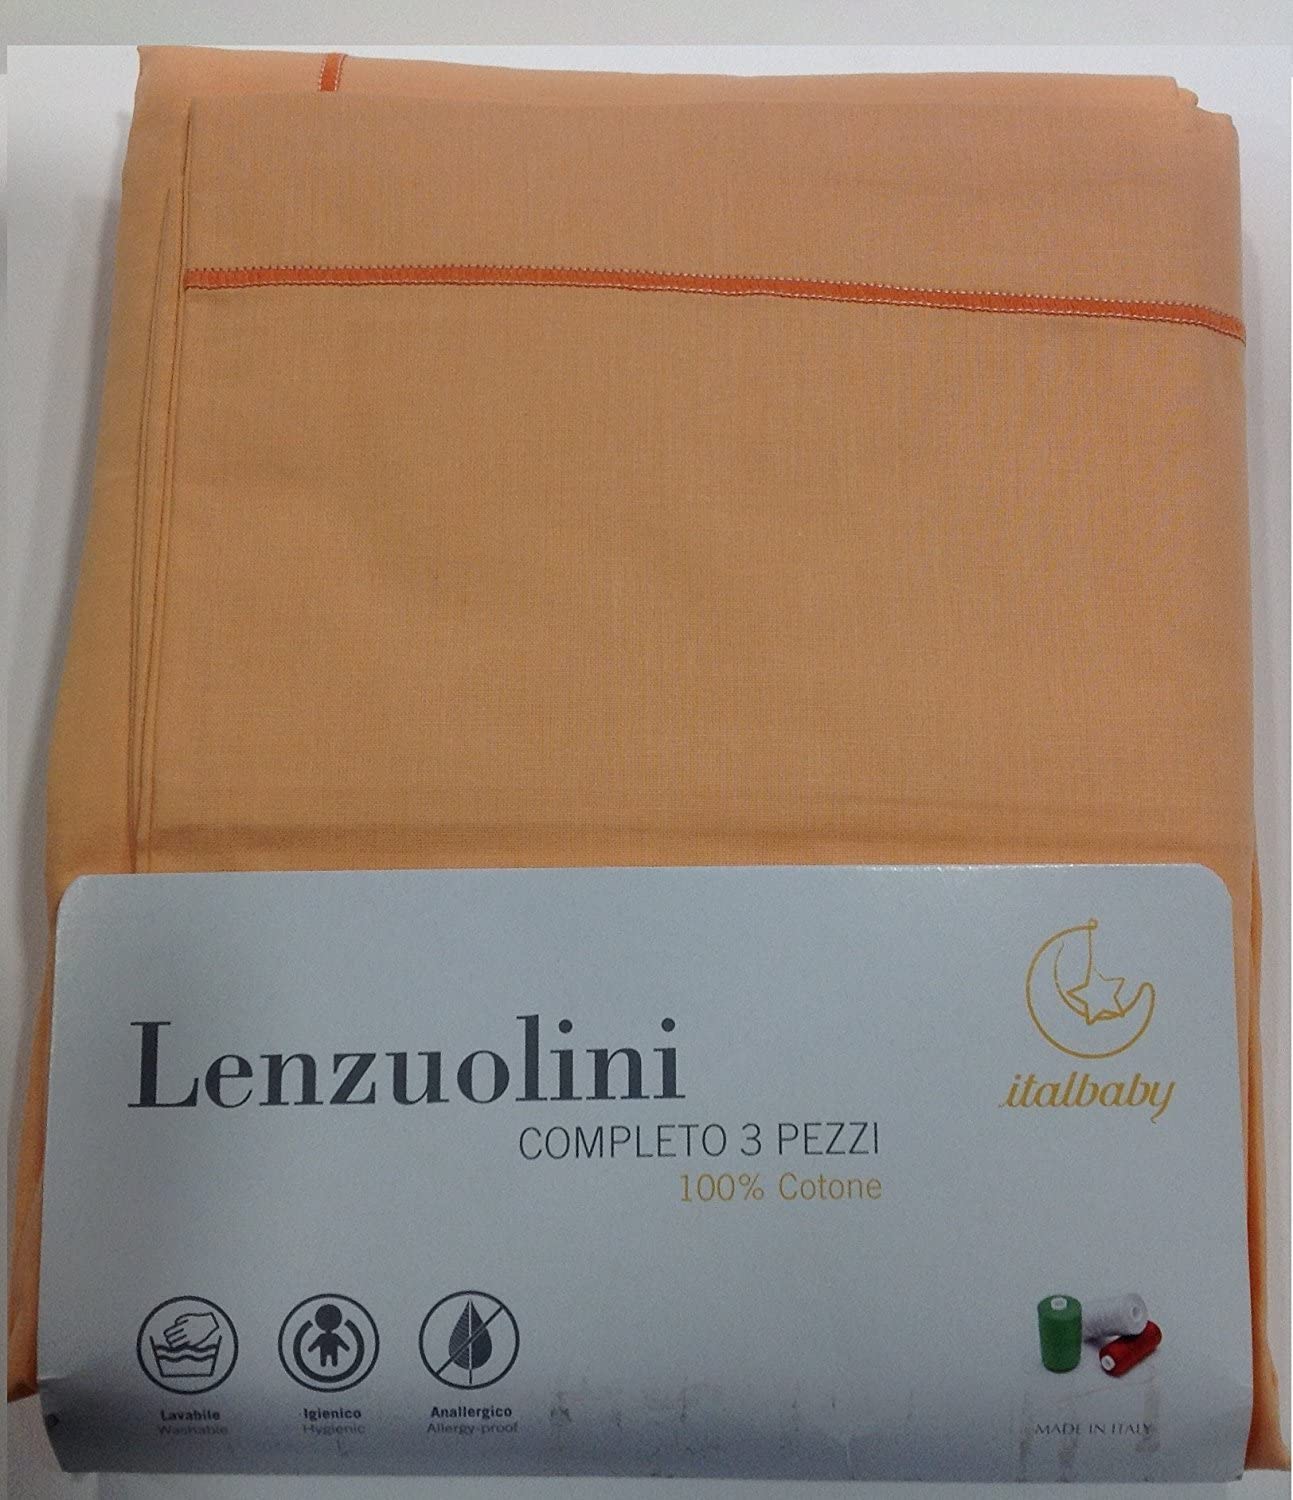 Lenzuolini
COMPLETO 3 PEZZI
100% Cotone
italbaby
Lavabile
Washable
Igienico
Hygienic
Anallergico
Allergy-proof
MADE IN ITALY